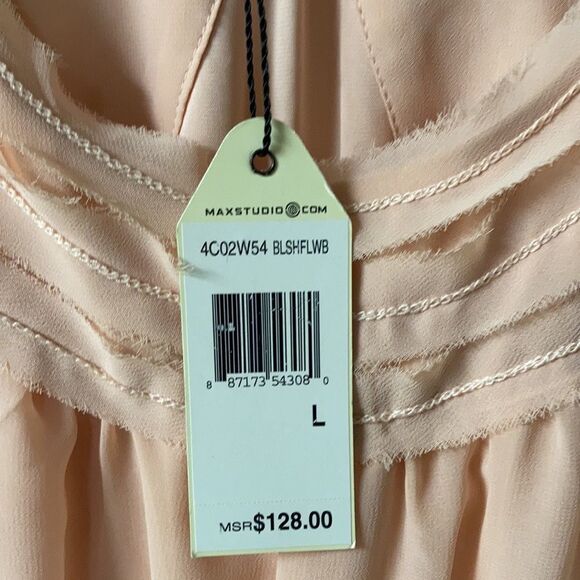 MAXSTUDIO COM
4C02W54 BLSHFLWB
8 87173 54308 0
L
MSR$128.00